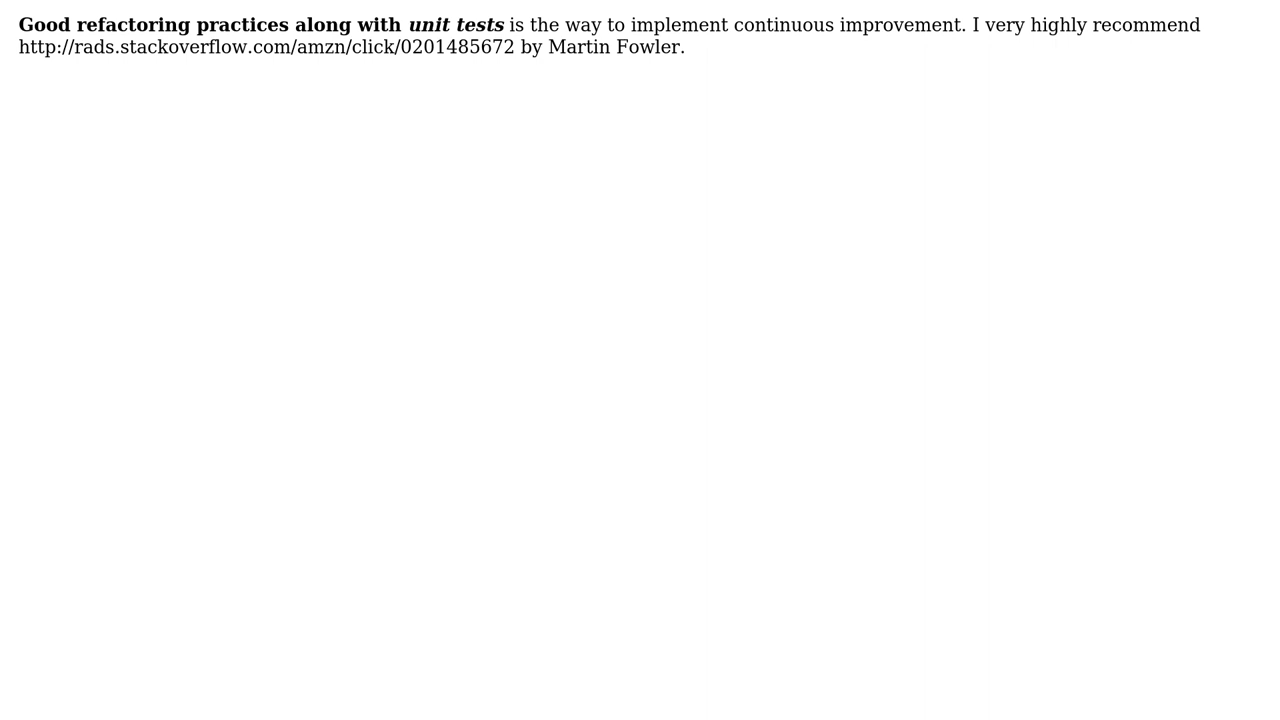 Good refactoring practices along with unit tests is the way to implement continuous improvement. I very highly recommend
http://rads.stackoverflow.com/amzn/click/0201485672 by Martin Fowler.